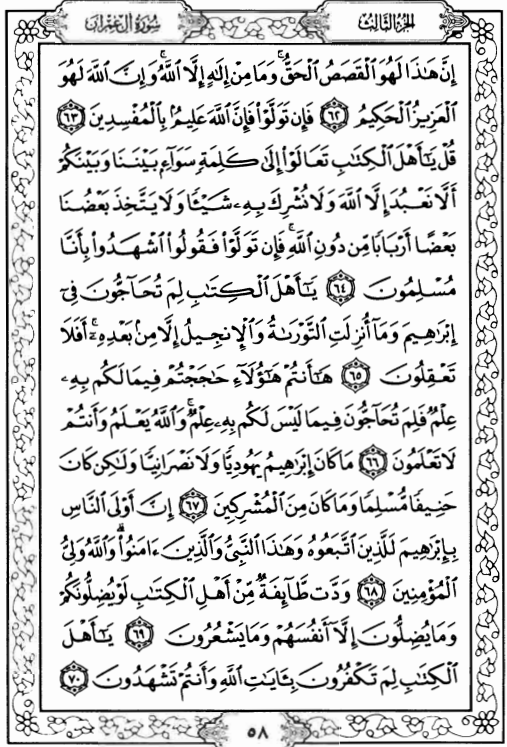 الجزء الثالث
سورة آل عمران
إِنَّ هَٰذَا لَهُوَ ٱلْقَصَصُ ٱلْحَقُّ ۚ وَمَا مِنْ إِلَٰهٍ إِلَّا ٱللَّهُ ۚ وَإِنَّ ٱللَّهَ لَهُوَ
ٱلْعَزِيزُ ٱلْحَكِيمُ ٦٢ فَإِن تَوَلَّوْا۟ فَإِنَّ ٱللَّهَ عَلِيمٌۢ بِٱلْمُفْسِدِينَ ٦٣
قُلْ يَٰٓأَهْلَ ٱلْكِتَٰبِ تَعَالَوْا۟ إِلَىٰ كَلِمَةٍ سَوَآءٍۭ بَيْنَنَا وَبَيْنَكُمْ
أَلَّا نَعْبُدَ إِلَّا ٱللَّهَ وَلَا نُشْرِكَ بِهِۦ شَيْـًٔا وَلَا يَتَّخِذَ بَعْضُنَا
بَعْضًا أَرْبَابًا مِّن دُونِ ٱللَّهِ ۚ فَإِن تَوَلَّوْا۟ فَقُولُوا۟ ٱشْهَدُوا۟ بِأَنَّا
مُسْلِمُونَ ٦٤ يَٰٓأَهْلَ ٱلْكِتَٰبِ لِمَ تُحَآجُّونَ فِىٓ
إِبْرَٰهِيمَ وَمَآ أُنزِلَتِ ٱلتَّوْرَىٰةُ وَٱلْإِنجِيلُ إِلَّا مِنۢ بَعْدِهِۦٓ ۚ أَفَلَا
تَعْقِلُونَ ٦٥ هَٰٓأَنتُمْ هَٰٓؤُلَآءِ حَٰجَجْتُمْ فِيمَا لَكُم بِهِۦ
عِلْمٌ فَلِمَ تُحَآجُّونَ فِيمَا لَيْسَ لَكُم بِهِۦ عِلْمٌ ۚ وَٱللَّهُ يَعْلَمُ وَأَنتُمْ
لَا تَعْلَمُونَ ٦٦ مَا كَانَ إِبْرَٰهِيمُ يَهُودِيًّا وَلَا نَصْرَانِيًّا وَلَٰكِن كَانَ
حَنِيفًا مُّسْلِمًا وَمَا كَانَ مِنَ ٱلْمُشْرِكِينَ ٦٧ إِنَّ أَوْلَى ٱلنَّاسِ
بِإِبْرَٰهِيمَ لَلَّذِينَ ٱتَّبَعُوهُ وَهَٰذَا ٱلنَّبِىُّ وَٱلَّذِينَ ءَامَنُوا۟ ۗ وَٱللَّهُ وَلِىُّ
ٱلْمُؤْمِنِينَ ٦٨ وَدَّت طَّآئِفَةٌ مِّنْ أَهْلِ ٱلْكِتَٰبِ لَوْ يُضِلُّونَكُمْ
وَمَا يُضِلُّونَ إِلَّآ أَنفُسَهُمْ وَمَا يَشْعُرُونَ ٦٩ يَٰٓأَهْلَ
ٱلْكِتَٰبِ لِمَ تَكْفُرُونَ بِـَٔايَٰتِ ٱللَّهِ وَأَنتُمْ تَشْهَدُونَ ٧٠
٥٨